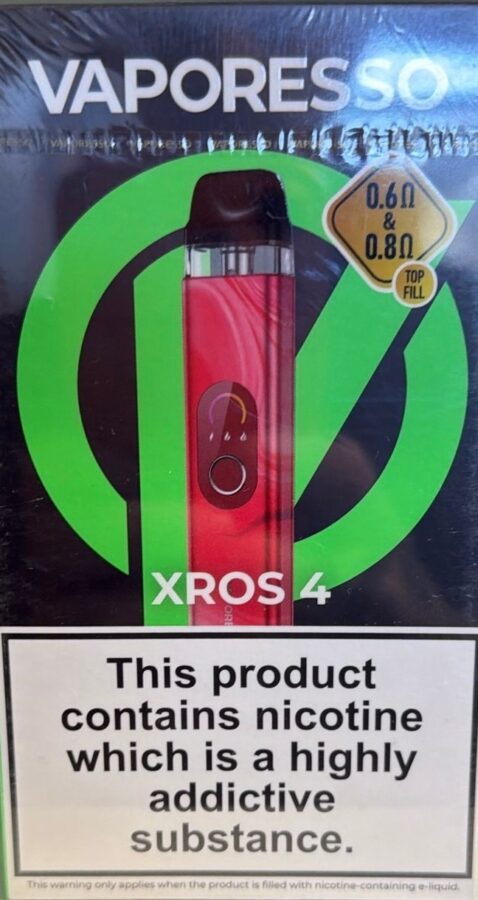 VAPORESSO
0.6Ω
&
0.8Ω
TOP
FILL
XROS 4
This product
contains nicotine
which is a highly
addictive
substance.
This warning only applies when the product is filled with nicotine-containing e-liquid.